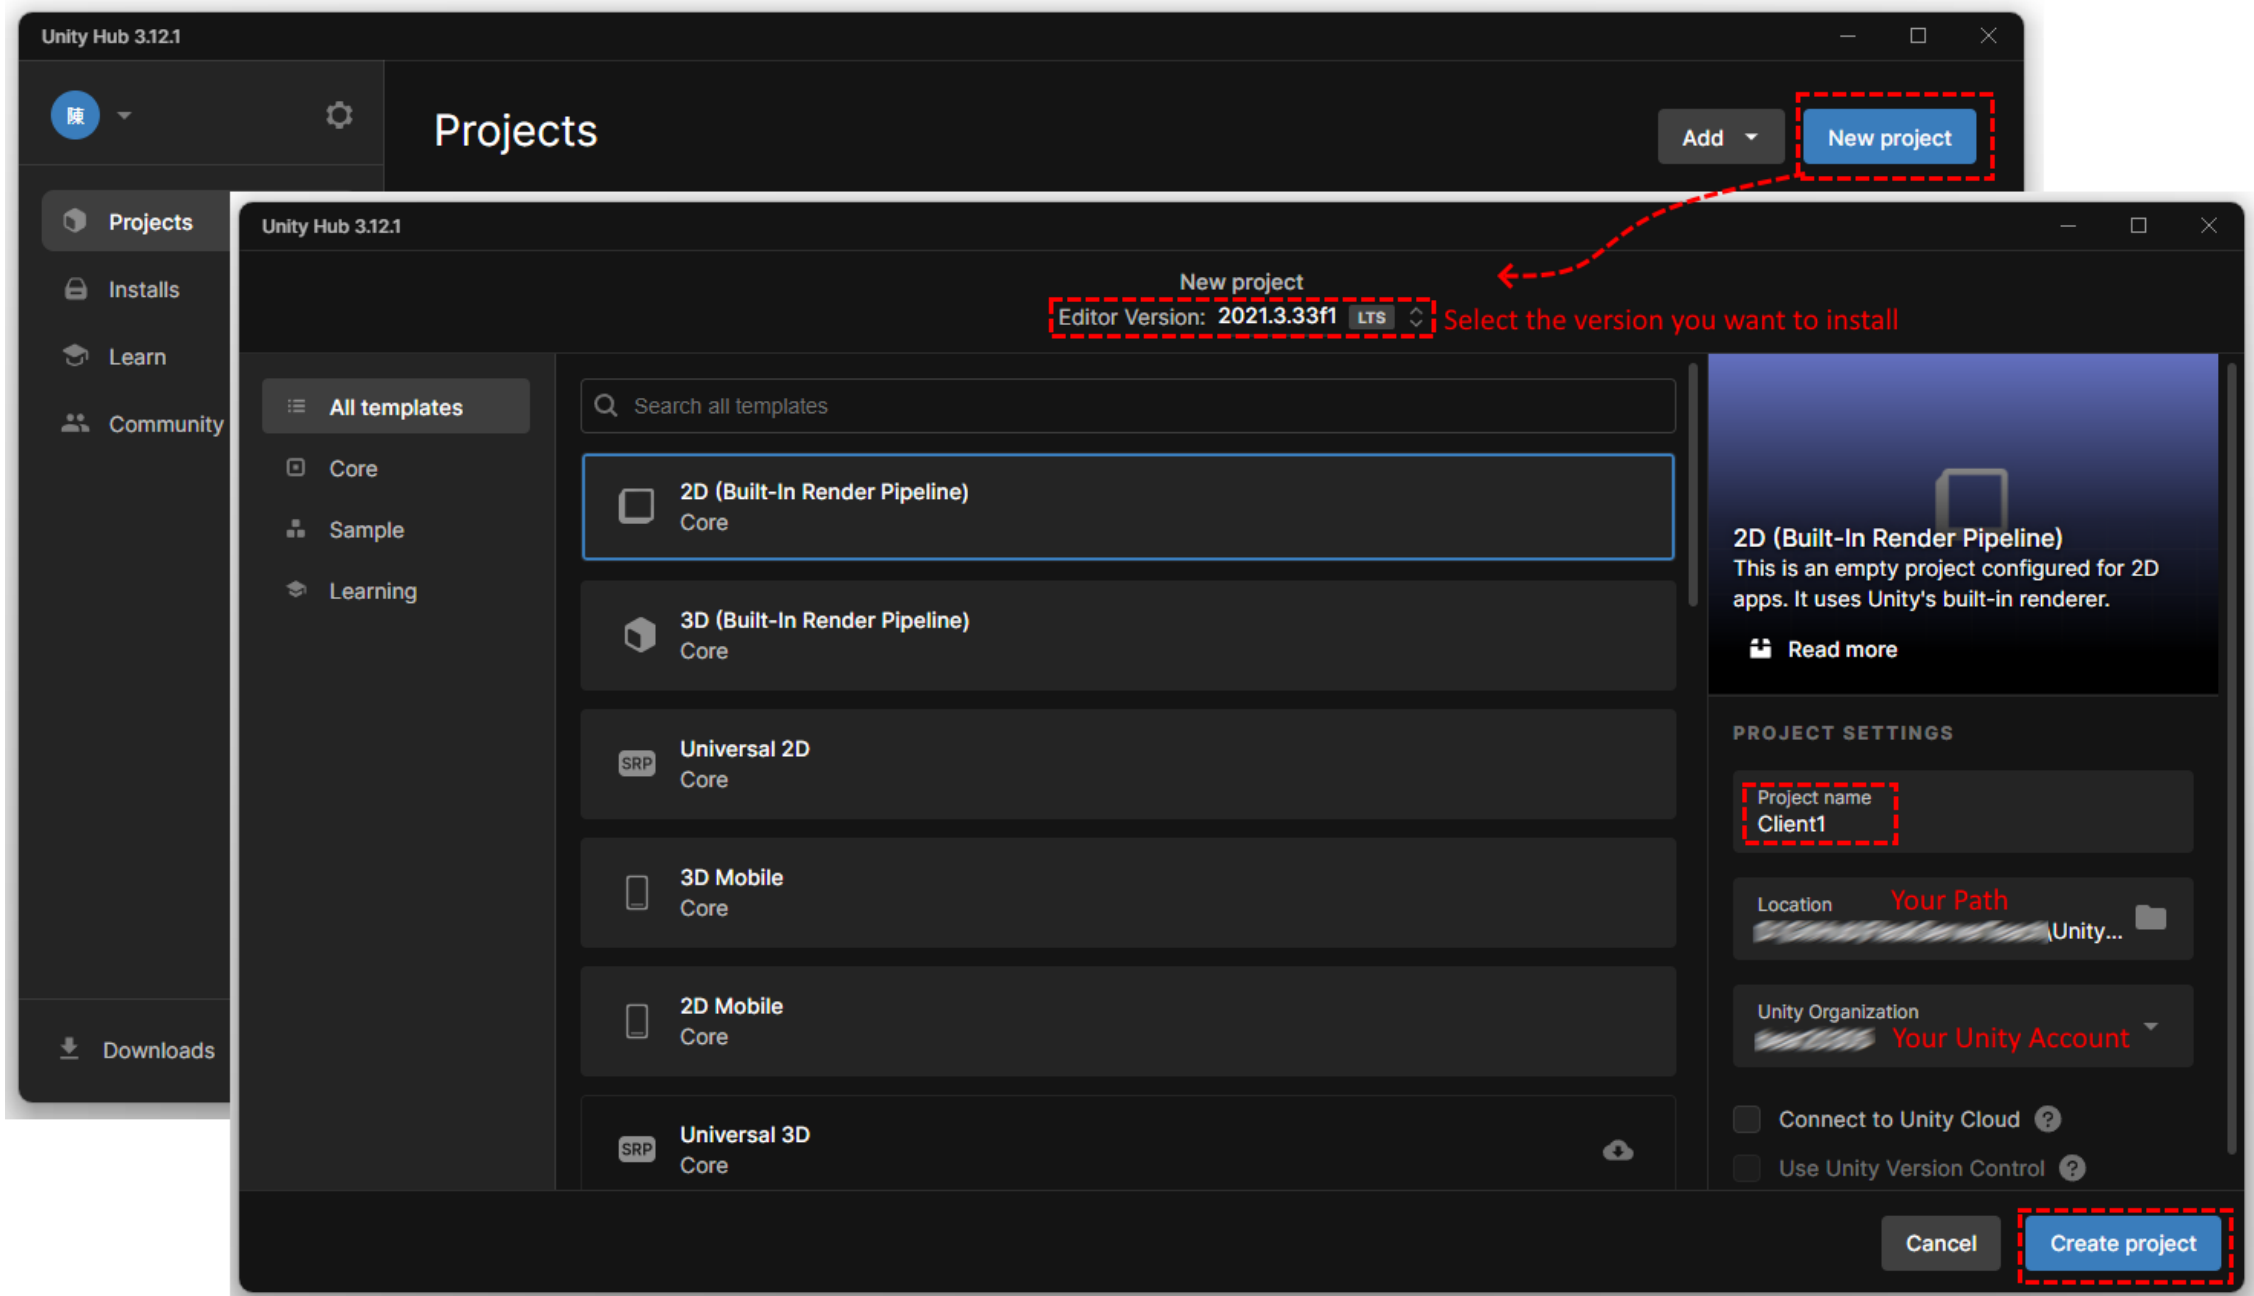 Unity Hub 3.12.1
陳
Projects
Add
New project
Projects
Installs
Learn
Community
Downloads
Unity Hub 3.12.1
New project
Editor Version: 2021.3.33f1 LTS
Select the version you want to install
All templates
Core
Sample
Learning
Search all templates
2D (Built-In Render Pipeline)
Core
3D (Built-In Render Pipeline)
Core
SRP
Universal 2D
Core
3D Mobile
Core
2D Mobile
Core
SRP
Universal 3D
Core
2D (Built-In Render Pipeline)
This is an empty project configured for 2D
apps. It uses Unity's built-in renderer.
Read more
PROJECT SETTINGS
Project name
Client1
Location
Your Path
\Unity...
Unity Organization
Your Unity Account
Connect to Unity Cloud ?
Use Unity Version Control ?
Cancel
Create project